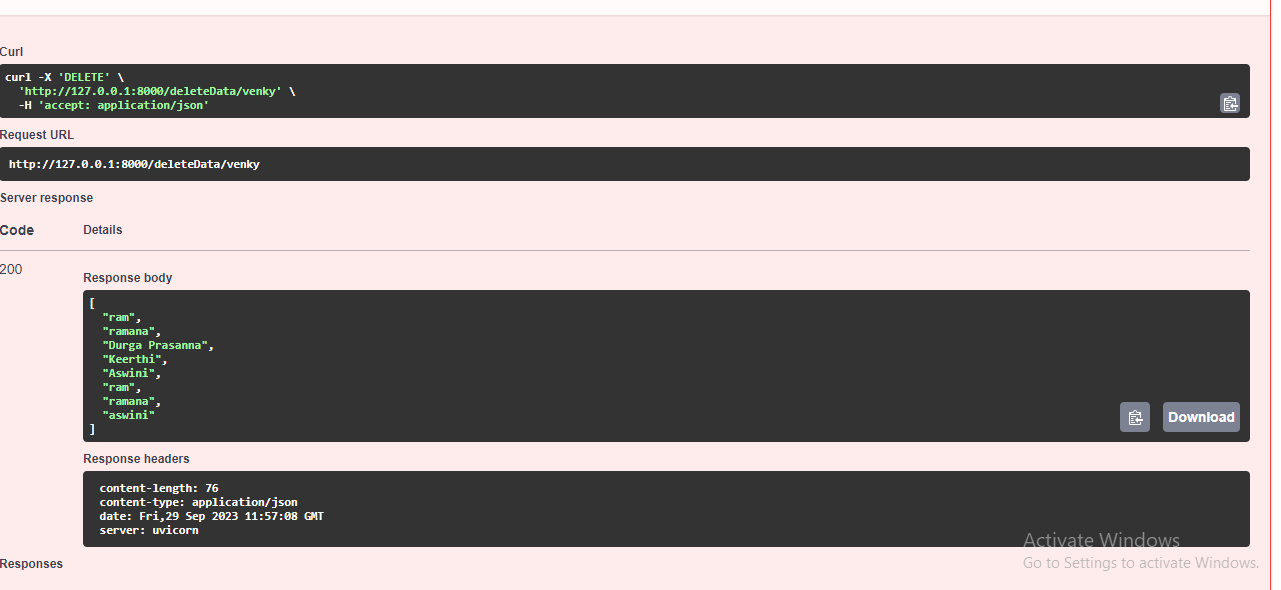 Curl
curl -X 'DELETE' \
'http://127.0.0.1:8000/deleteData/venky' \
-H 'accept: application/json'
Request URL
http://127.0.0.1:8000/deleteData/venky
Server response
Code Details
200
Response body
[
"ram",
"ramana",
"Durga Prasanna",
"Keerthi",
"Aswini",
"ram",
"ramana",
"aswini"
]
Download
Response headers
content-length: 76
content-type: application/json
date: Fri,29 Sep 2023 11:57:08 GMT
server: uvicorn
Activate Windows
Go to Settings to activate Windows.
Responses